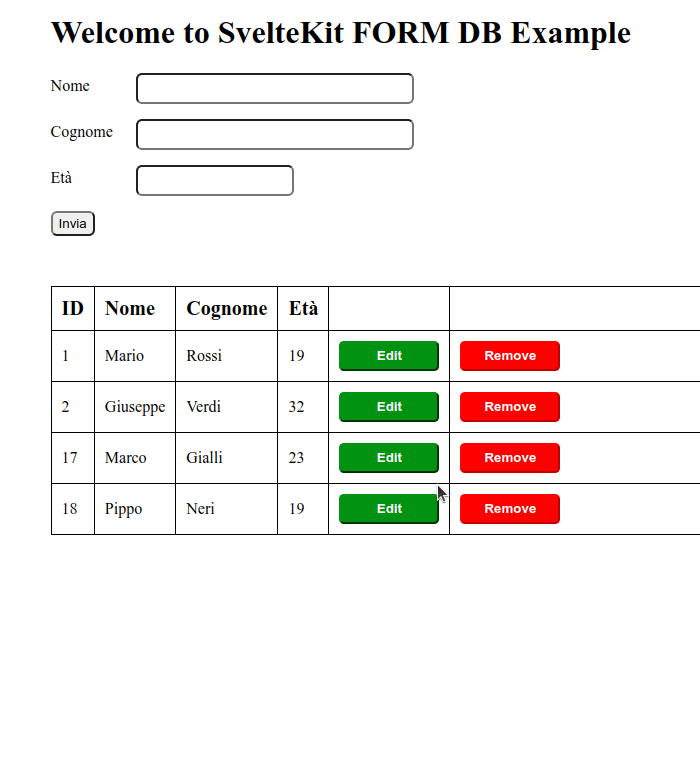 Welcome to SvelteKit FORM DB Example
Nome
Cognome
Età
Invia
ID Nome Cognome Età
1 Mario Rossi 19 Edit Remove
2 Giuseppe Verdi 32 Edit Remove
17 Marco Gialli 23 Edit Remove
18 Pippo Neri 19 Edit Remove